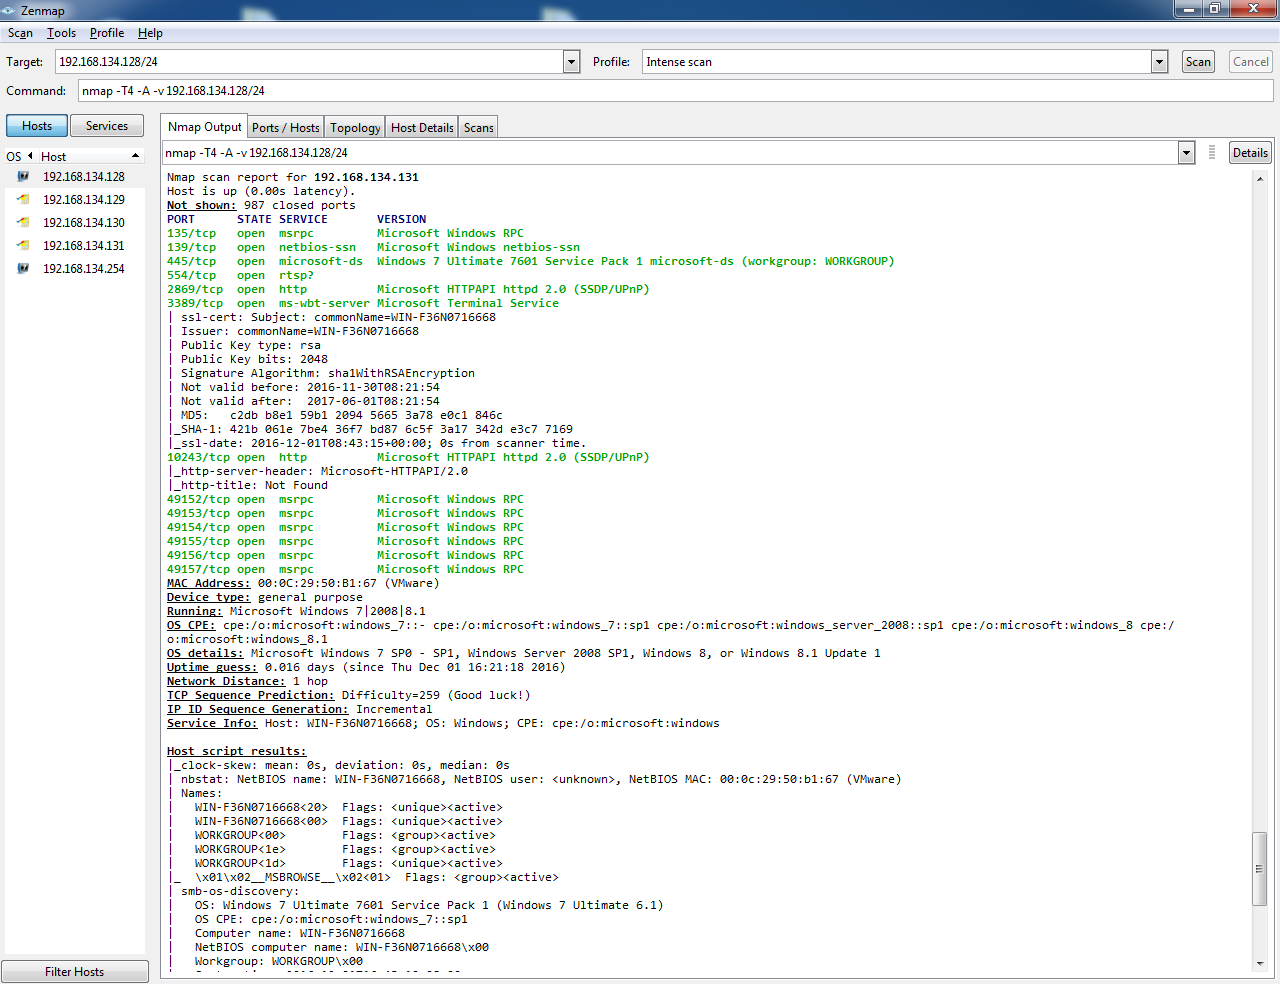 Zenmap
Scan Tools Profile Help
Target: 192.168.134.128/24 Profile: Intense scan Scan Cancel
Command: nmap -T4 -A -v 192.168.134.128/24
Hosts Services
Nmap Output Ports / Hosts Topology Host Details Scans
OS Host
192.168.134.128
192.168.134.129
192.168.134.130
192.168.134.131
192.168.134.254
Filter Hosts
nmap -T4 -A -v 192.168.134.128/24 Details
Nmap scan report for 192.168.134.131
Host is up (0.00s latency).
Not shown: 987 closed ports
PORT STATE SERVICE VERSION
135/tcp open msrpc Microsoft Windows RPC
139/tcp open netbios-ssn Microsoft Windows netbios-ssn
445/tcp open microsoft-ds Windows 7 Ultimate 7601 Service Pack 1 microsoft-ds (workgroup: WORKGROUP)
554/tcp open rtsp?
2869/tcp open http Microsoft HTTPAPI httpd 2.0 (SSDP/UPnP)
3389/tcp open ms-wbt-server Microsoft Terminal Service
| ssl-cert: Subject: commonName=WIN-F36N0716668
| Issuer: commonName=WIN-F36N0716668
| Public Key type: rsa
| Public Key bits: 2048
| Signature Algorithm: sha1WithRSAEncryption
| Not valid before: 2016-11-30T08:21:54
| Not valid after: 2017-06-01T08:21:54
| MD5: c2db b8e1 59b1 2094 5665 3a78 e0c1 846c
|_SHA-1: 421b 061e 7be4 36f7 bd87 6c5f 3a17 342d e3c7 7169
|_ssl-date: 2016-12-01T08:43:15+00:00; 0s from scanner time.
10243/tcp open http Microsoft HTTPAPI httpd 2.0 (SSDP/UPnP)
|_http-server-header: Microsoft-HTTPAPI/2.0
|_http-title: Not Found
49152/tcp open msrpc Microsoft Windows RPC
49153/tcp open msrpc Microsoft Windows RPC
49154/tcp open msrpc Microsoft Windows RPC
49155/tcp open msrpc Microsoft Windows RPC
49156/tcp open msrpc Microsoft Windows RPC
49157/tcp open msrpc Microsoft Windows RPC
MAC Address: 00:0C:29:50:B1:67 (VMware)
Device type: general purpose
Running: Microsoft Windows 7|2008|8.1
OS CPE: cpe:/o:microsoft:windows_7::- cpe:/o:microsoft:windows_7::sp1 cpe:/o:microsoft:windows_server_2008::sp1 cpe:/o:microsoft:windows_8 cpe:/
o:microsoft:windows_8.1
OS details: Microsoft Windows 7 SP0 - SP1, Windows Server 2008 SP1, Windows 8, or Windows 8.1 Update 1
Uptime guess: 0.016 days (since Thu Dec 01 16:21:18 2016)
Network Distance: 1 hop
TCP Sequence Prediction: Difficulty=259 (Good luck!)
IP ID Sequence Generation: Incremental
Service Info: Host: WIN-F36N0716668; OS: Windows; CPE: cpe:/o:microsoft:windows
Host script results:
|_clock-skew: mean: 0s, deviation: 0s, median: 0s
| nbstat: NetBIOS name: WIN-F36N0716668, NetBIOS user: <unknown>, NetBIOS MAC: 00:0c:29:50:b1:67 (VMware)
| Names:
| WIN-F36N0716668<20> Flags: <unique><active>
| WIN-F36N0716668<00> Flags: <unique><active>
| WORKGROUP<00> Flags: <group><active>
| WORKGROUP<1e> Flags: <group><active>
| WORKGROUP<1d> Flags: <unique><active>
|_ \x01\x02__MSBROWSE__\x02<01> Flags: <group><active>
| smb-os-discovery:
| OS: Windows 7 Ultimate 7601 Service Pack 1 (Windows 7 Ultimate 6.1)
| OS CPE: cpe:/o:microsoft:windows_7::sp1
| Computer name: WIN-F36N0716668
| NetBIOS computer name: WIN-F36N0716668\x00
| Workgroup: WORKGROUP\x00